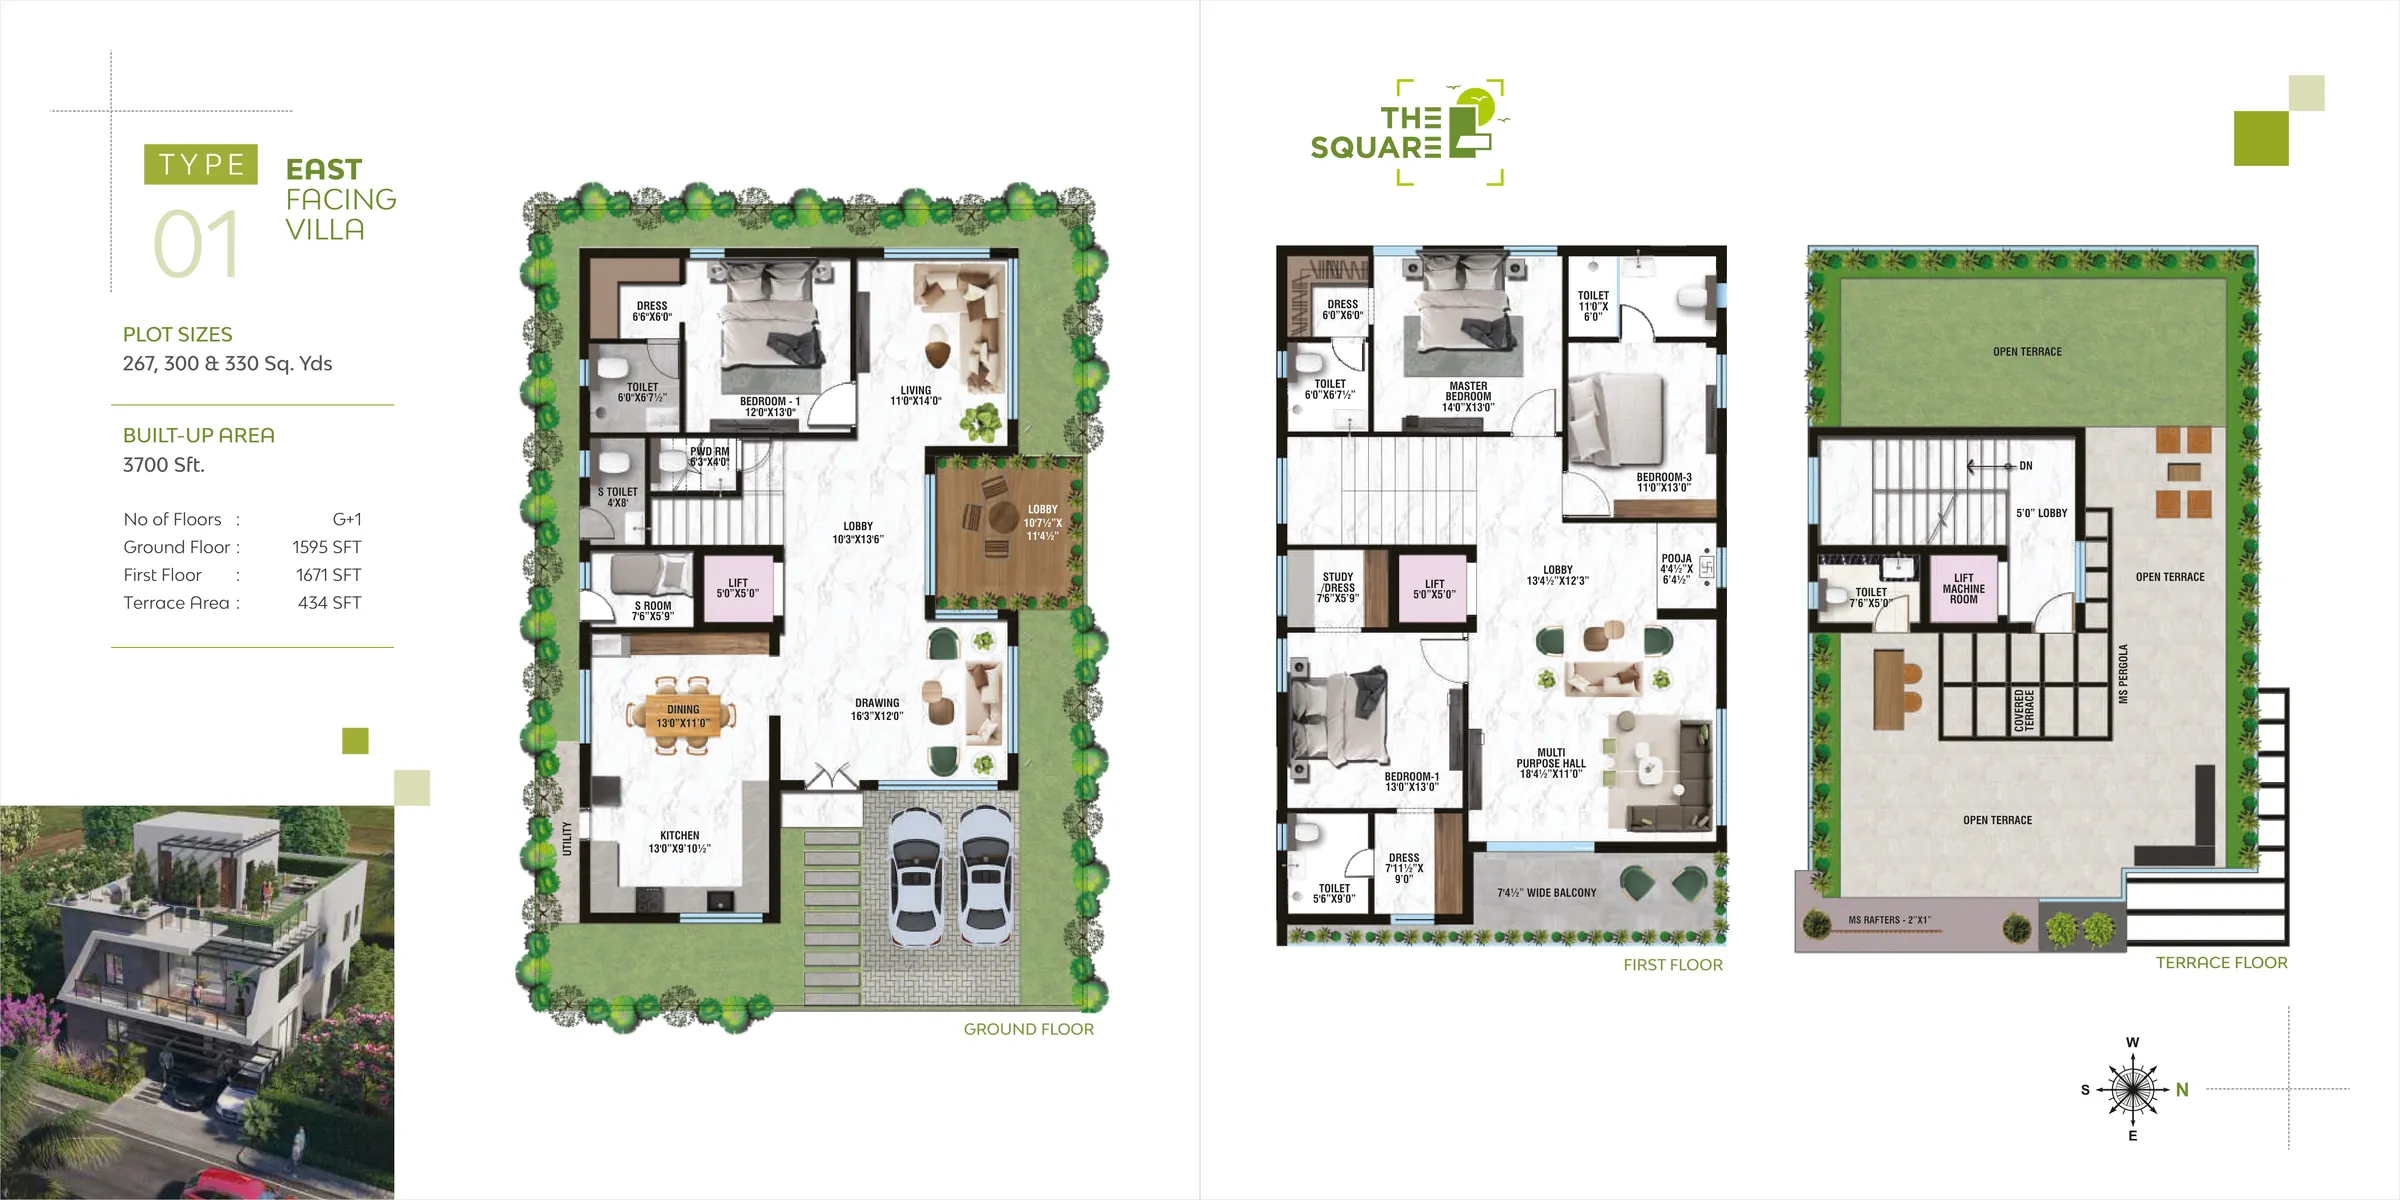 TYPE
01
EAST
FACING
VILLA
PLOT SIZES
267, 300 & 330 Sq. Yds
BUILT-UP AREA
3700 Sft.
No of Floors : G+1
Ground Floor : 1595 SFT
First Floor : 1671 SFT
Terrace Area : 434 SFT
DRESS
6'6"X6'0"
TOILET
6'0"X6'7½"
BEDROOM - 1
12'0"X13'0"
LIVING
11'0"X14'0"
PWD RM
6'3"X4'0"
S TOILET
4'X8'
LOBBY
10'3"X13'6"
LOBBY
10'7½"X
11'4½"
S ROOM
7'6"X5'9"
LIFT
5'0"X5'0"
DINING
13'0"X11'0"
DRAWING
16'3"X12'0"
UTILITY
KITCHEN
13'0"X9'10½"
GROUND FLOOR
THE
SQUARE
DRESS
6'0"X6'0"
TOILET
6'0"X6'7½"
MASTER
BEDROOM
14'0"X13'0"
TOILET
11'0"X
6'0"
BEDROOM-3
11'0"X13'0"
STUDY
/DRESS
7'6"X5'9"
LIFT
5'0"X5'0"
LOBBY
13'4½"X12'3"
POOJA
4'4½"X
6'4½"
BEDROOM-1
13'0"X13'0"
MULTI
PURPOSE HALL
18'4½"X11'0"
TOILET
5'6"X9'0"
DRESS
7'11½"X
9'0"
7'4½" WIDE BALCONY
FIRST FLOOR
OPEN TERRACE
DN
5'0" LOBBY
TOILET
7'6"X5'0"
LIFT
MACHINE
ROOM
OPEN TERRACE
COVERED
TERRACE
MS PERGOLA
OPEN TERRACE
MS RAFTERS - 2"X1"
TERRACE FLOOR
W
S
N
E